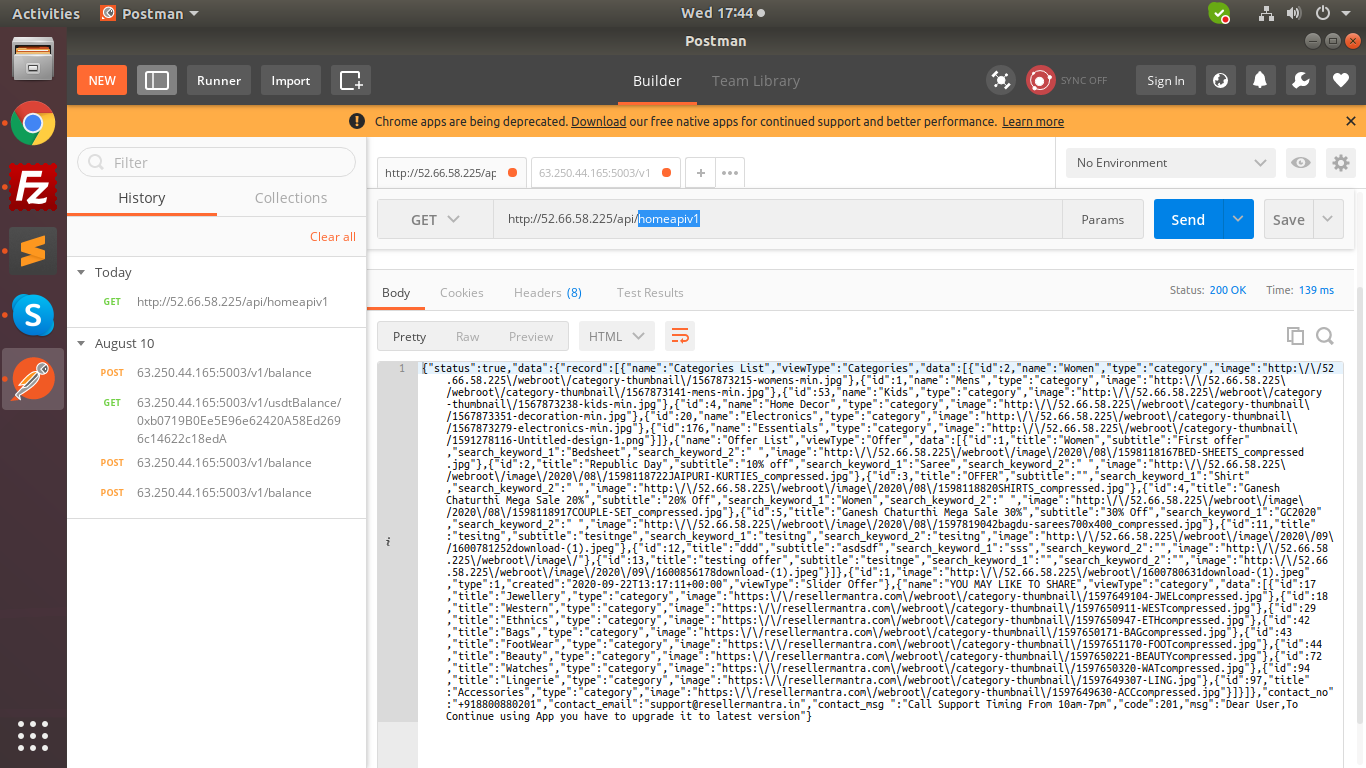 Activities
Postman
Wed 17:44
Postman
NEW
Runner
Import
Builder
Team Library
SYNC OFF
Sign In
Chrome apps are being deprecated. Download our free native apps for continued support and better performance. Learn more
Filter
History
Collections
Clear all
Today
GET http://52.66.58.225/api/homeapiv1
August 10
POST 63.250.44.165:5003/v1/balance
GET 63.250.44.165:5003/v1/usdtBalance/
0xb0719B0Ee5E96e62420A58Ed269
6c14622c18edA
POST 63.250.44.165:5003/v1/balance
POST 63.250.44.165:5003/v1/balance
http://52.66.58.225/ap
63.250.44.165:5003/v1
No Environment
GET
http://52.66.58.225/api/homeapiv1
Params
Send
Save
Body
Cookies
Headers (8)
Test Results
Status: 200 OK
Time: 139 ms
Pretty
Raw
Preview
HTML
1
{"status":true,"data":{"record":[{"name":"Categories List","viewType":"Categories","data":[{"id":2,"name":"Women","type":"category","image":"http:\/\/52
.66.58.225\/webroot\/category-thumbnail\/1567873215-womens-min.jpg"},{"id":1,"name":"Mens","type":"category","image":"http:\/\/52.66.58.225\
/webroot\/category-thumbnail\/1567873141-mens-min.jpg"},{"id":53,"name":"Kids","type":"category","image":"http:\/\/52.66.58.225\/webroot\/category
-thumbnail\/1567873238-kids-min.jpg"},{"id":4,"name":"Home Decor","type":"category","image":"http:\/\/52.66.58.225\/webroot\/category-thumbnail\
/1567873351-decoration-min.jpg"},{"id":20,"name":"Electronics","type":"category","image":"http:\/\/52.66.58.225\/webroot\/category-thumbnail\
/1567873279-electronics-min.jpg"},{"id":176,"name":"Essentials","type":"category","image":"http:\/\/52.66.58.225\/webroot\/category-thumbnail\
/1591278116-Untitled-design-1.png"}]},{"name":"Offer List","viewType":"Offer","data":[{"id":1,"title":"Women","subtitle":"First offer"
,"search_keyword_1":"Bedsheet","search_keyword_2":" ","image":"http:\/\/52.66.58.225\/webroot\/image\/2020\/08\/1598118167BED-SHEETS_compressed
.jpg"},{"id":2,"title":"Republic Day","subtitle":"10% off","search_keyword_1":"Saree","search_keyword_2":" ","image":"http:\/\/52.66.58.225\
/webroot\/image\/2020\/08\/1598118722JAIPURI-KURTIES_compressed.jpg"},{"id":3,"title":"OFFER","subtitle":"","search_keyword_1":"Shirt"
,"search_keyword_2":" ","image":"http:\/\/52.66.58.225\/webroot\/image\/2020\/08\/1598118820SHIRTS_compressed.jpg"},{"id":4,"title":"Ganesh
Chaturthi Mega Sale 20%","subtitle":"20% Off","search_keyword_1":"Women","search_keyword_2":" ","image":"http:\/\/52.66.58.225\/webroot\/image\
/2020\/08\/1598118917COUPLE-SET_compressed.jpg"},{"id":5,"title":"Ganesh Chaturthi Mega Sale 30%","subtitle":"30% Off","search_keyword_1":"GC2020"
,"search_keyword_2":" ","image":"http:\/\/52.66.58.225\/webroot\/image\/2020\/08\/1597819042bagdu-sarees700x400_compressed.jpg"},{"id":11,"title"
:"tesitng","subtitle":"tesitnge","search_keyword_1":"tesitng","search_keyword_2":"tesitng","image":"http:\/\/52.66.58.225\/webroot\/image\/2020\/09
\/1600781252download-(1).jpeg"},{"id":12,"title":"ddd","subtitle":"asdsdf","search_keyword_1":"sss","search_keyword_2":"","image":"http:\/\/52.66.58
.225\/webroot\/image\/"},{"id":13,"title":"testing offer","subtitle":"tesitnge","search_keyword_1":"","search_keyword_2":"","image":"http:\/\/52.66
.58.225\/webroot\/image\/2020\/09\/1600856178download-(1).jpeg"}]},{"id":1,"image":"http:\/\/52.66.58.225\/webroot\/1600780631download-(1).jpeg"
,"type":1,"created":"2020-09-22T13:17:11+00:00","viewType":"Slider Offer"},{"name":"YOU MAY LIKE TO SHARE","viewType":"category","data":[{"id":17
,"title":"Jewellery","type":"category","image":"https:\/\/resellermantra.com\/webroot\/category-thumbnail\/1597649104-JWELcompressed.jpg"},{"id":18
,"title":"Western","type":"category","image":"https:\/\/resellermantra.com\/webroot\/category-thumbnail\/1597650911-WESTcompressed.jpg"},{"id":29
,"title":"Ethnics","type":"category","image":"https:\/\/resellermantra.com\/webroot\/category-thumbnail\/1597650947-ETHcompressed.jpg"},{"id":42
,"title":"Bags","type":"category","image":"https:\/\/resellermantra.com\/webroot\/category-thumbnail\/1597650171-BAGcompressed.jpg"},{"id":43
,"title":"FootWear","type":"category","image":"https:\/\/resellermantra.com\/webroot\/category-thumbnail\/1597651170-FOOTcompressed.jpg"},{"id":44
,"title":"Beauty","type":"category","image":"https:\/\/resellermantra.com\/webroot\/category-thumbnail\/1597650221-BEAUTYcompressed.jpg"},{"id":72
,"title":"Watches","type":"category","image":"https:\/\/resellermantra.com\/webroot\/category-thumbnail\/1597650320-WATcompressed.jpg"},{"id":94
,"title":"Lingerie","type":"category","image":"https:\/\/resellermantra.com\/webroot\/category-thumbnail\/1597649307-LING.jpg"},{"id":97,"title"
:"Accessories","type":"category","image":"https:\/\/resellermantra.com\/webroot\/category-thumbnail\/1597649630-ACCcompressed.jpg"}]}]},"contact_no"
:"+918800880201","contact_email":"support@resellermantra.in","contact_msg ":"Call Support Timing From 10am-7pm","code":201,"msg":"Dear User,To
Continue using App you have to upgrade it to latest version"}